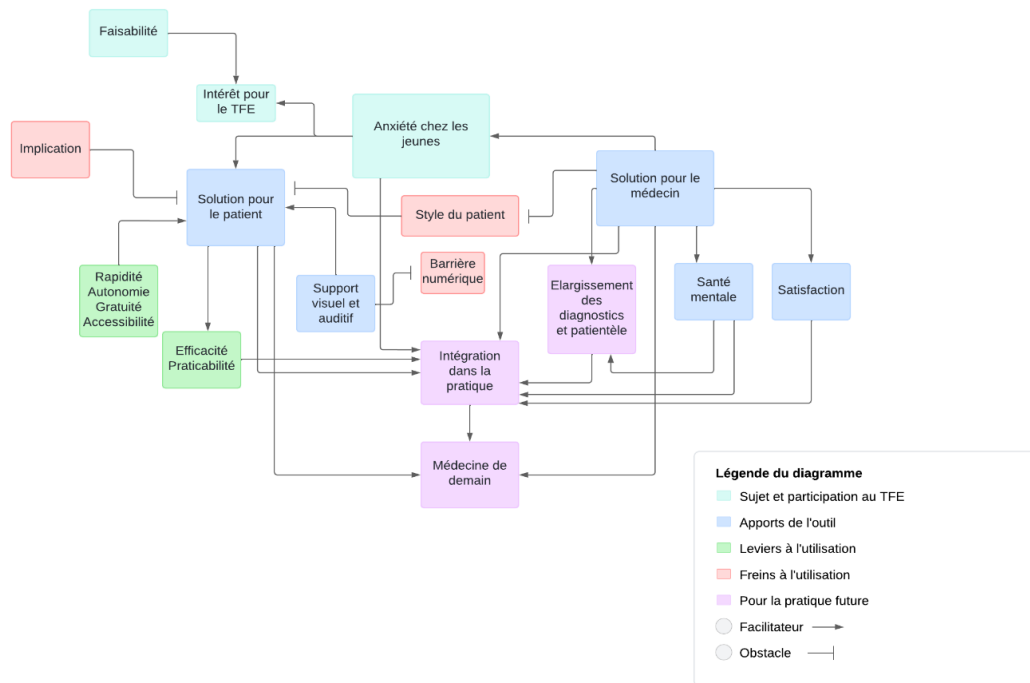 Faisabilité
Intérêt pour
le TFE
Anxiété chez les
jeunes
Implication
Solution pour
le patient
Style du patient
Solution pour le
médecin
Rapidité
Autonomie
Gratuité
Accessibilité
Support
visuel et
auditif
Barrière
numérique
Elargissement
des
diagnostics
et patientèle
Santé
mentale
Satisfaction
Efficacité
Praticabilité
Intégration
dans la
pratique
Médecine de
demain
Légende du diagramme
Sujet et participation au TFE
Apports de l'outil
Leviers à l'utilisation
Freins à l'utilisation
Pour la pratique future
Facilitateur
Obstacle